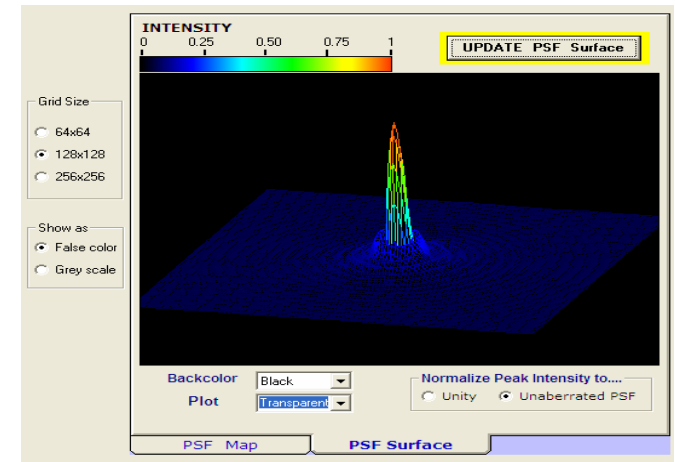 INTENSITY
0 0.25 0.50 0.75 1
UPDATE PSF Surface
Grid Size
64x64
128x128
256x256
Show as
False color
Grey scale
Backcolor Black
Plot Transparent
Normalize Peak Intensity to....
Unity Unaberrated PSF
PSF Map PSF Surface